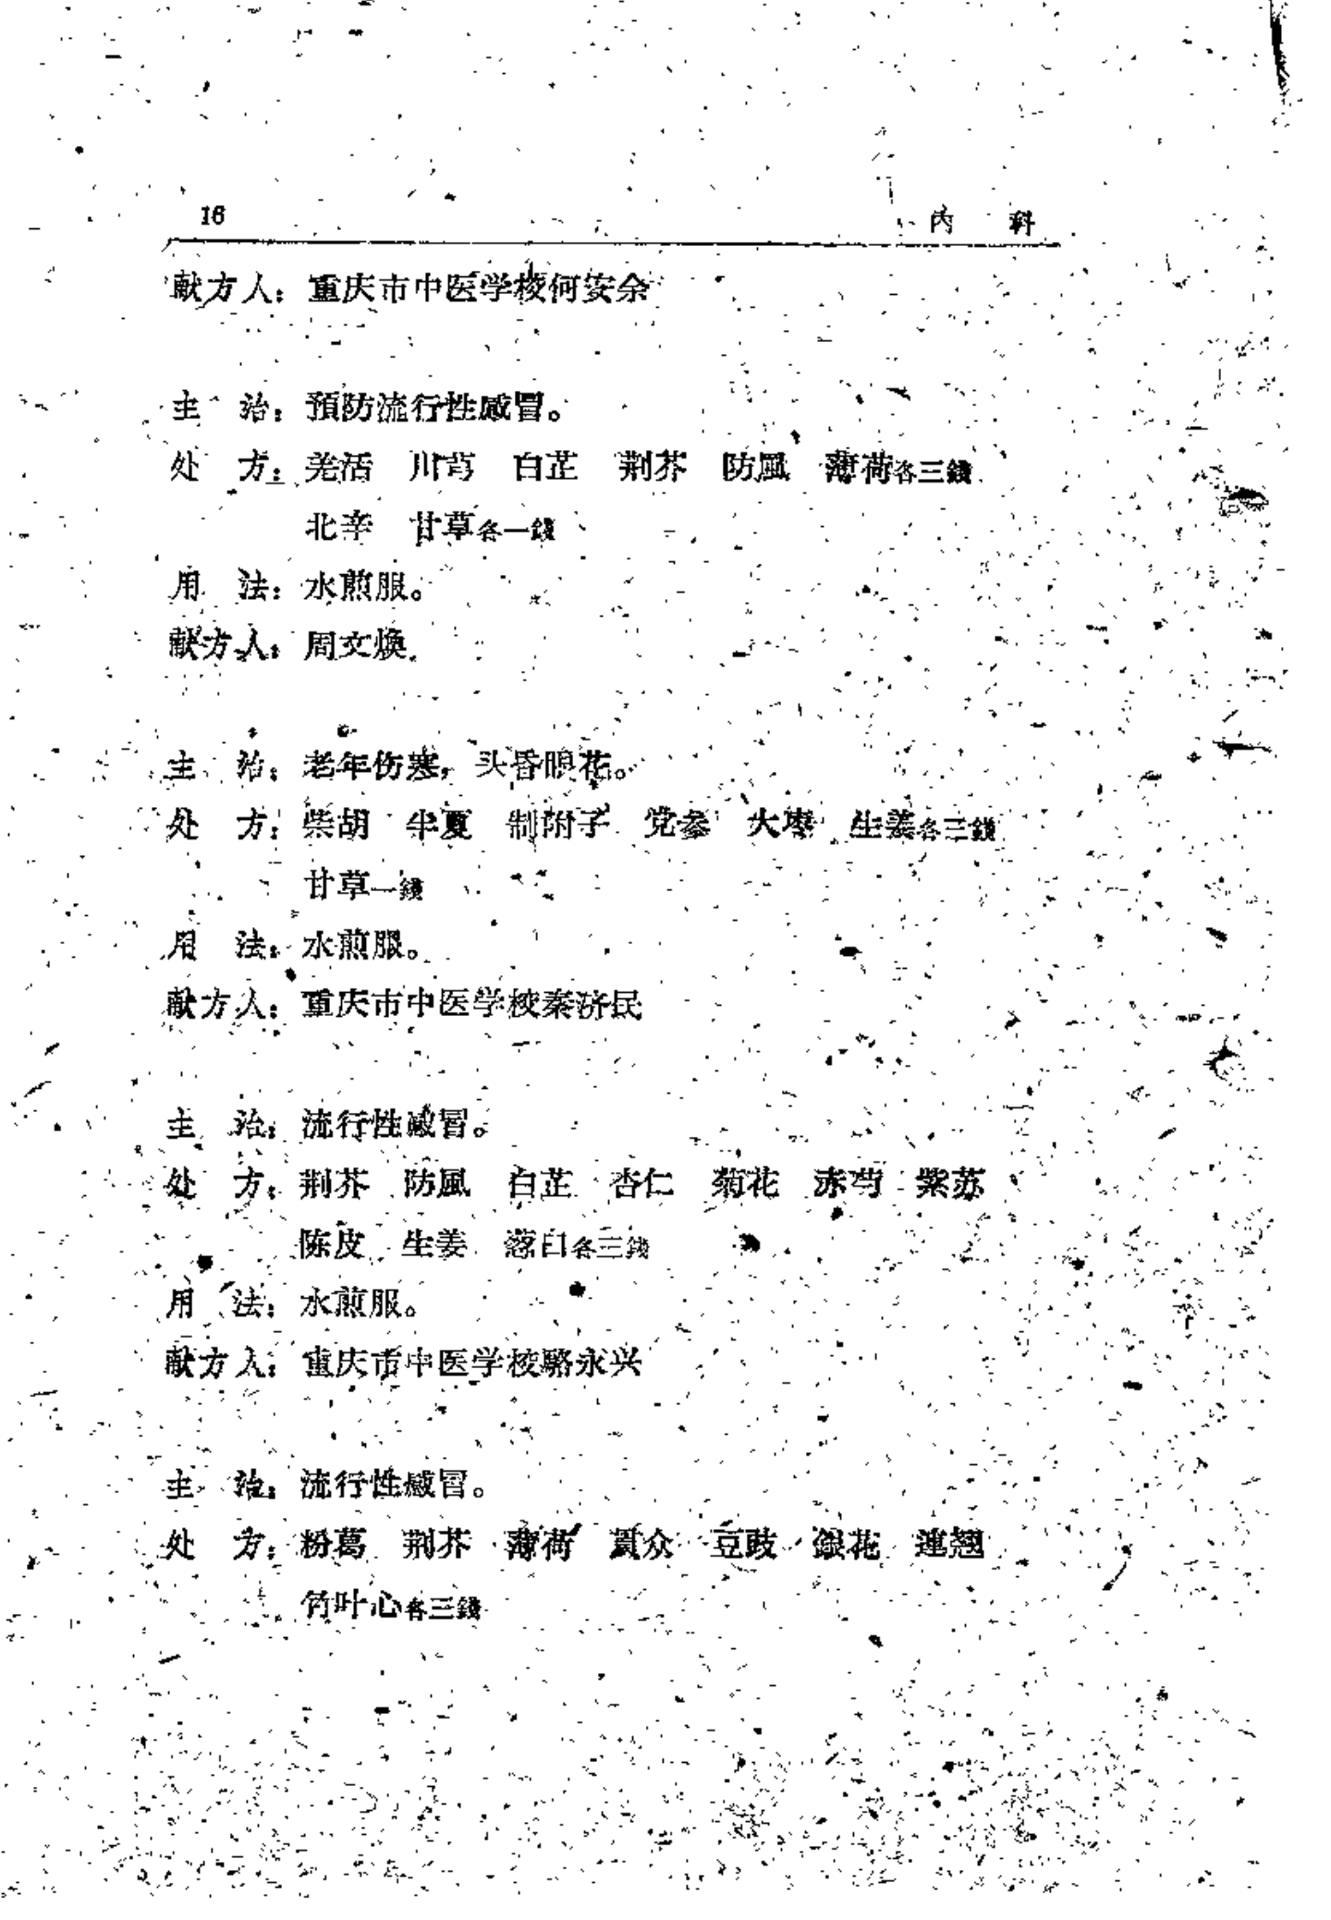 16 内 科
献方人：重庆市中医学校何安余
主 治：預防流行性感冒。
处 方：羌活 川芎 白芷 荆芥 防風 薄荷各三錢
北辛 甘草各一錢
用 法：水煎服。
献方人：周文煥
主 治：老年伤寒，头昏眼花。
处 方：柴胡 半夏 制附子 党参 大枣 生姜各三錢
甘草一錢
用 法：水煎服。
献方人：重庆市中医学校秦济民
主 治：流行性感冒。
处 方：荆芥 防風 白芷 杏仁 菊花 赤芍 紫苏
陈皮 生姜 葱白各三錢
用 法：水煎服。
献方人：重庆市中医学校駱永兴
主 治：流行性感冒。
处 方：粉葛 荆芥 薄荷 貫众 豆豉 銀花 連翘
竹叶心各三錢